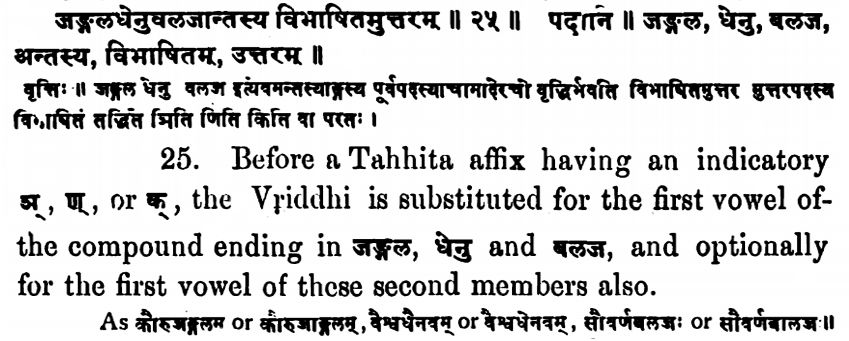 जङ्गलधेनुवलजान्तस्य विभाषितमुत्तरम् ॥ २५ ॥ पदानि ॥ जङ्गल, धेनु, बलज,
अन्तस्य, विभाषितम्, उत्तरम् ॥
वृत्तिः ॥ जङ्गल धेनु वलज इत्येवमन्तस्याङ्गस्य पूर्वपदस्याचामादेरचो वृद्धिर्भवति विभाषितमुत्तर मुत्तरपदस्य
विभाषितं तद्धिते ञिति णिति किति वा परतः ।
25. Before a Tahhita affix having an indicatory
ञ्, ण्, or क्, the Vṛiddhi is substituted for the first vowel of-
the compound ending in जङ्गल, धेनु and बलज, and optionally
for the first vowel of these second members also.
As कौरुजङ्गलम or कौरुजाङ्गलम्, वैश्वधेनवम् or वैश्वधैनवम्, सौवर्णबलजः or सौवर्णबालजः॥